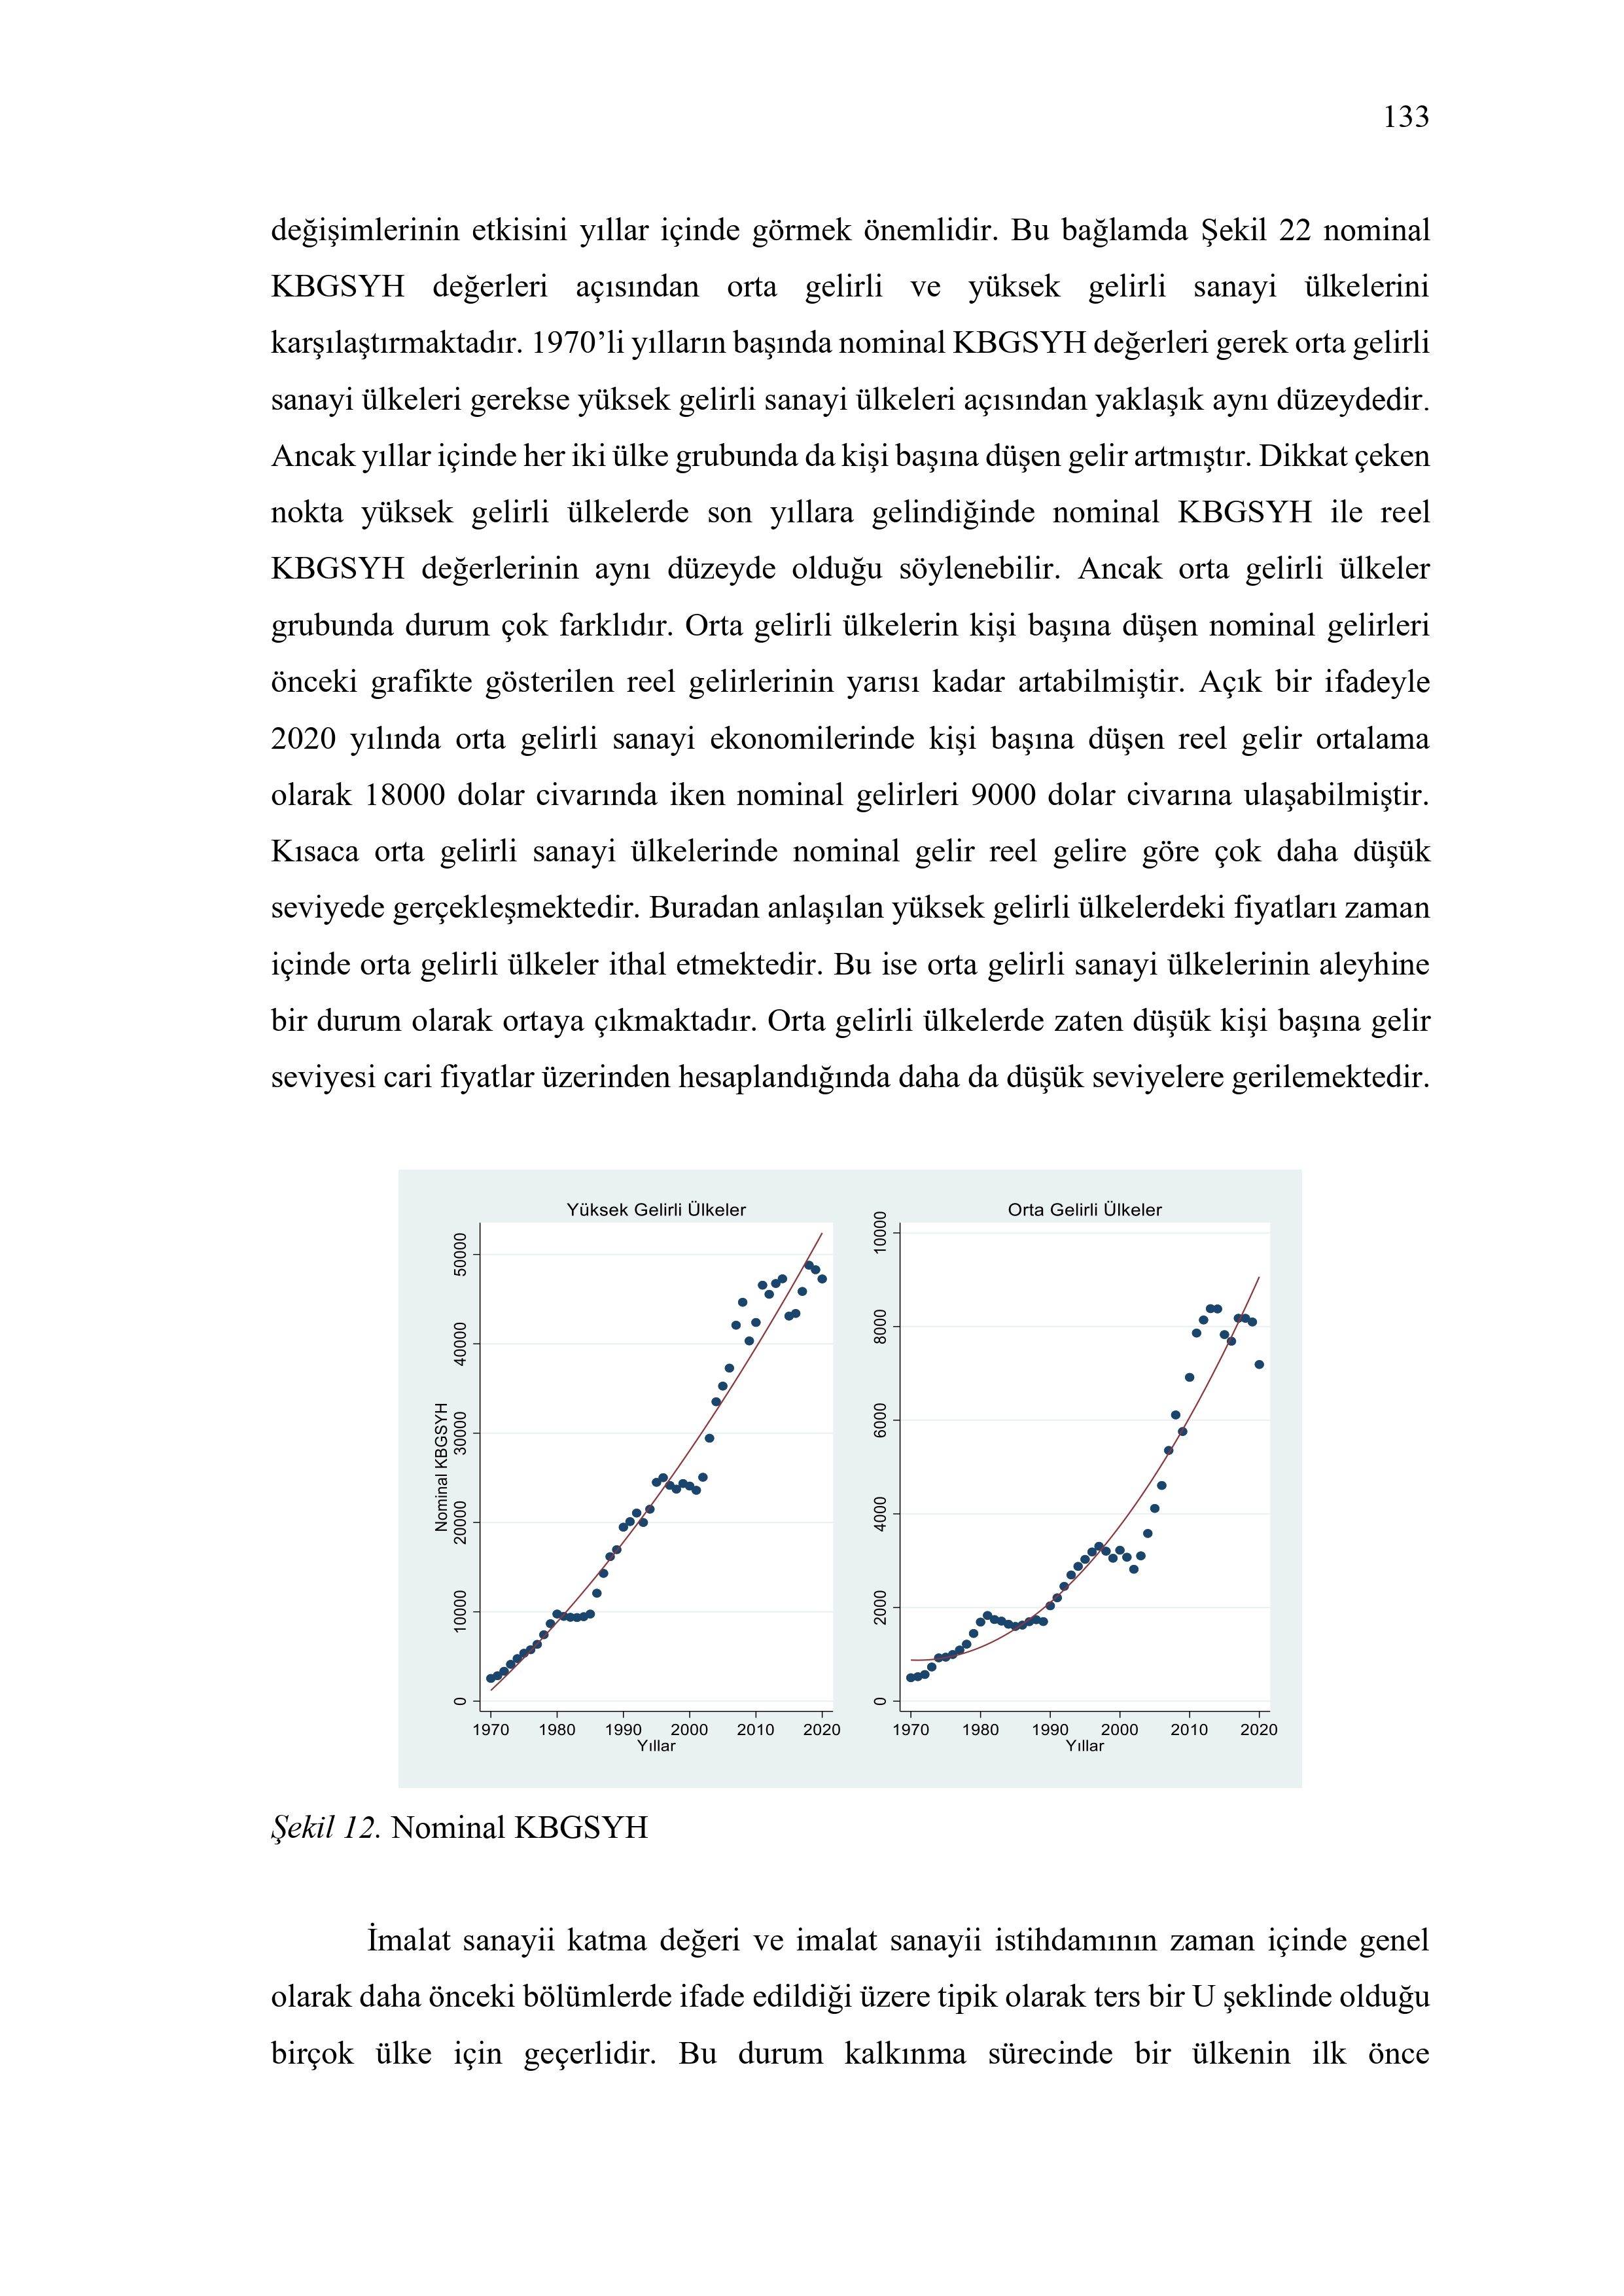 133
değişimlerinin etkisini yıllar içinde görmek önemlidir. Bu bağlamda Şekil 22 nominal
KBGSYH değerleri açısından orta gelirli ve yüksek gelirli sanayi ülkelerini
karşılaştırmaktadır. 1970’li yılların başında nominal KBGSYH değerleri gerek orta gelirli
sanayi ülkeleri gerekse yüksek gelirli sanayi ülkeleri açısından yaklaşık aynı düzeydedir.
Ancak yıllar içinde her iki ülke grubunda da kişi başına düşen gelir artmıştır. Dikkat çeken
nokta yüksek gelirli ülkelerde son yıllara gelindiğinde nominal KBGSYH ile reel
KBGSYH değerlerinin aynı düzeyde olduğu söylenebilir. Ancak orta gelirli ülkeler
grubunda durum çok farklıdır. Orta gelirli ülkelerin kişi başına düşen nominal gelirleri
önceki grafikte gösterilen reel gelirlerinin yarısı kadar artabilmiştir. Açık bir ifadeyle
2020 yılında orta gelirli sanayi ekonomilerinde kişi başına düşen reel gelir ortalama
olarak 18000 dolar civarında iken nominal gelirleri 9000 dolar civarına ulaşabilmiştir.
Kısaca orta gelirli sanayi ülkelerinde nominal gelir reel gelire göre çok daha düşük
seviyede gerçekleşmektedir. Buradan anlaşılan yüksek gelirli ülkelerdeki fiyatları zaman
içinde orta gelirli ülkeler ithal etmektedir. Bu ise orta gelirli sanayi ülkelerinin aleyhine
bir durum olarak ortaya çıkmaktadır. Orta gelirli ülkelerde zaten düşük kişi başına gelir
seviyesi cari fiyatlar üzerinden hesaplandığında daha da düşük seviyelere gerilemektedir.
Yüksek Gelirli Ülkeler
Nominal KBGSYH
50000
40000
30000
20000
10000
0
1970 1980 1990 2000 2010 2020
Yıllar
Orta Gelirli Ülkeler
10000
8000
6000
4000
2000
0
1970 1980 1990 2000 2010 2020
Yıllar
Şekil 12. Nominal KBGSYH
İmalat sanayii katma değeri ve imalat sanayii istihdamının zaman içinde genel
olarak daha önceki bölümlerde ifade edildiği üzere tipik olarak ters bir U şeklinde olduğu
birçok ülke için geçerlidir. Bu durum kalkınma sürecinde bir ülkenin ilk önce